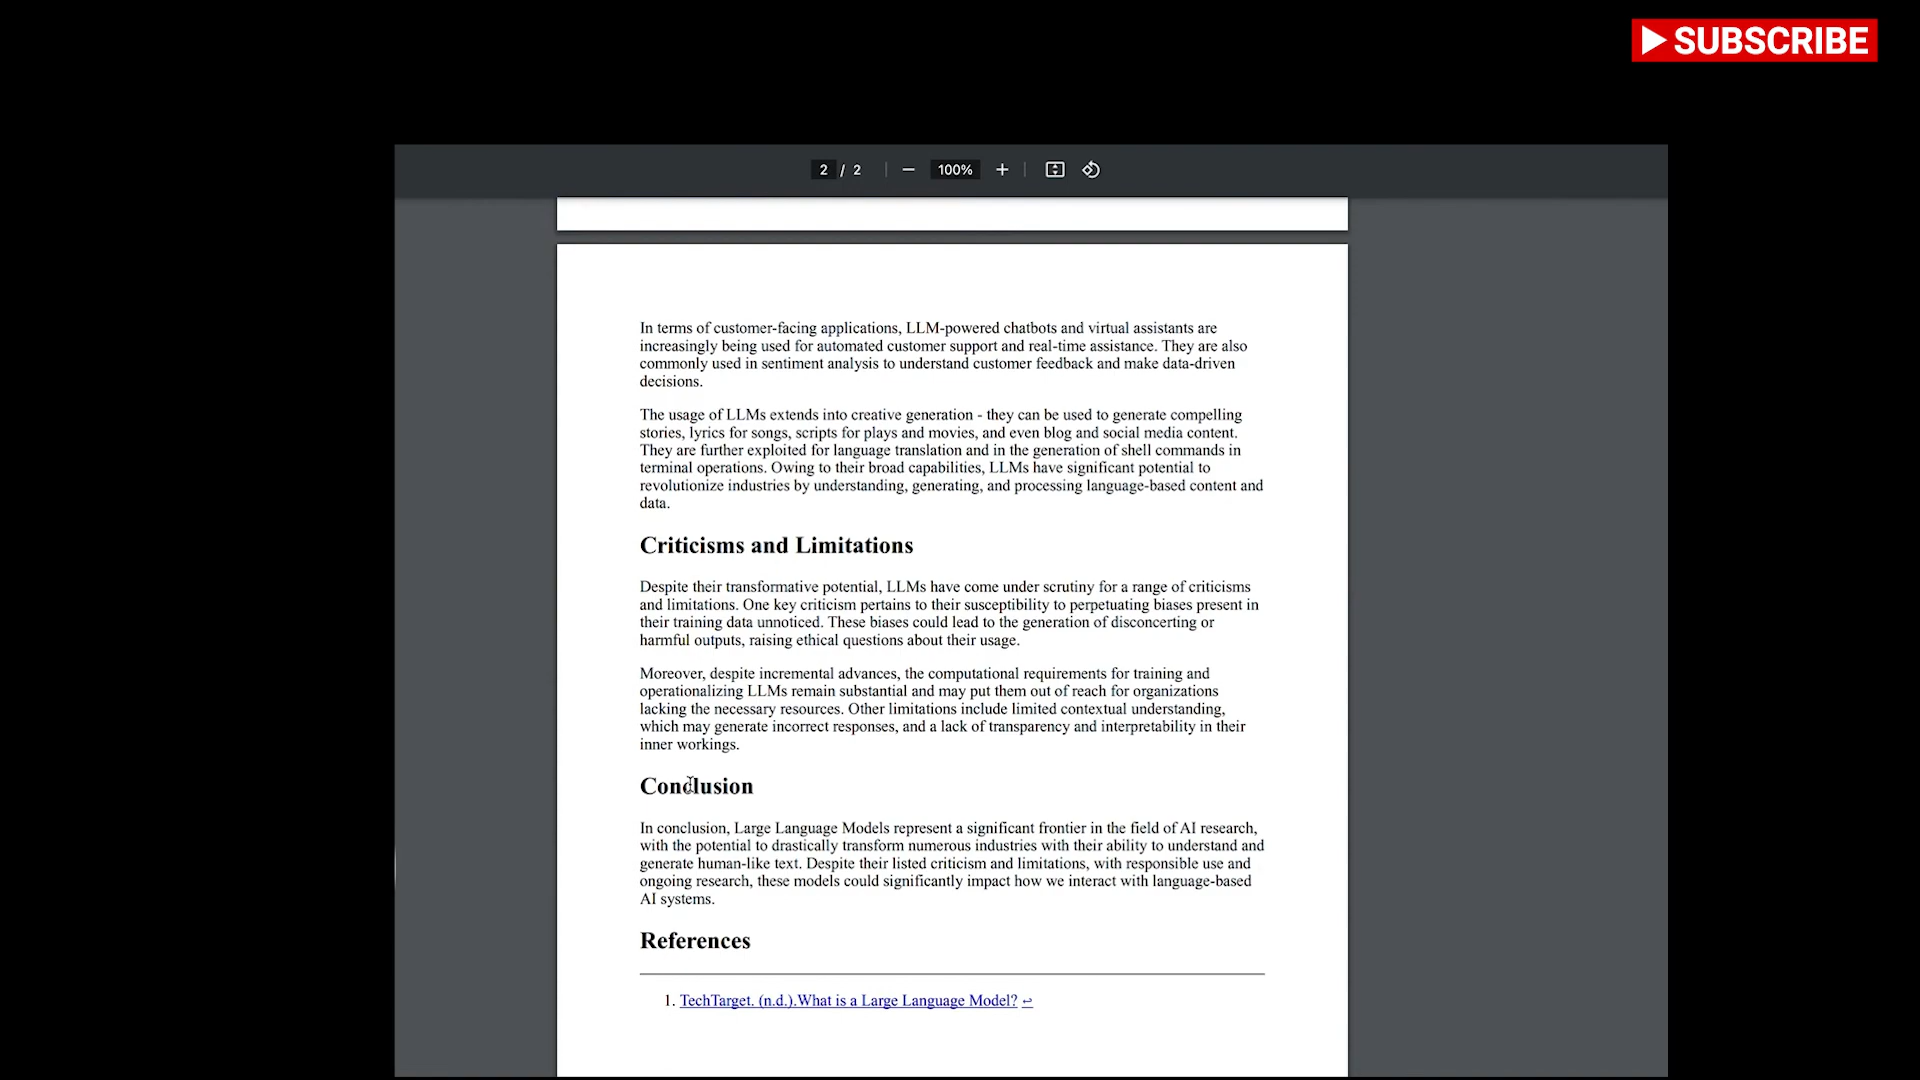 SUBSCRIBE
2 / 2 − 100% +
In terms of customer-facing applications, LLM-powered chatbots and virtual assistants are
increasingly being used for automated customer support and real-time assistance. They are also
commonly used in sentiment analysis to understand customer feedback and make data-driven
decisions.
The usage of LLMs extends into creative generation - they can be used to generate compelling
stories, lyrics for songs, scripts for plays and movies, and even blog and social media content.
They are further exploited for language translation and in the generation of shell commands in
terminal operations. Owing to their broad capabilities, LLMs have significant potential to
revolutionize industries by understanding, generating, and processing language-based content and
data.
Criticisms and Limitations
Despite their transformative potential, LLMs have come under scrutiny for a range of criticisms
and limitations. One key criticism pertains to their susceptibility to perpetuating biases present in
their training data unnoticed. These biases could lead to the generation of disconcerting or
harmful outputs, raising ethical questions about their usage.
Moreover, despite incremental advances, the computational requirements for training and
operationalizing LLMs remain substantial and may put them out of reach for organizations
lacking the necessary resources. Other limitations include limited contextual understanding,
which may generate incorrect responses, and a lack of transparency and interpretability in their
inner workings.
Conclusion
In conclusion, Large Language Models represent a significant frontier in the field of AI research,
with the potential to drastically transform numerous industries with their ability to understand and
generate human-like text. Despite their listed criticism and limitations, with responsible use and
ongoing research, these models could significantly impact how we interact with language-based
AI systems.
References
1. TechTarget. (n.d.).What is a Large Language Model? ↩